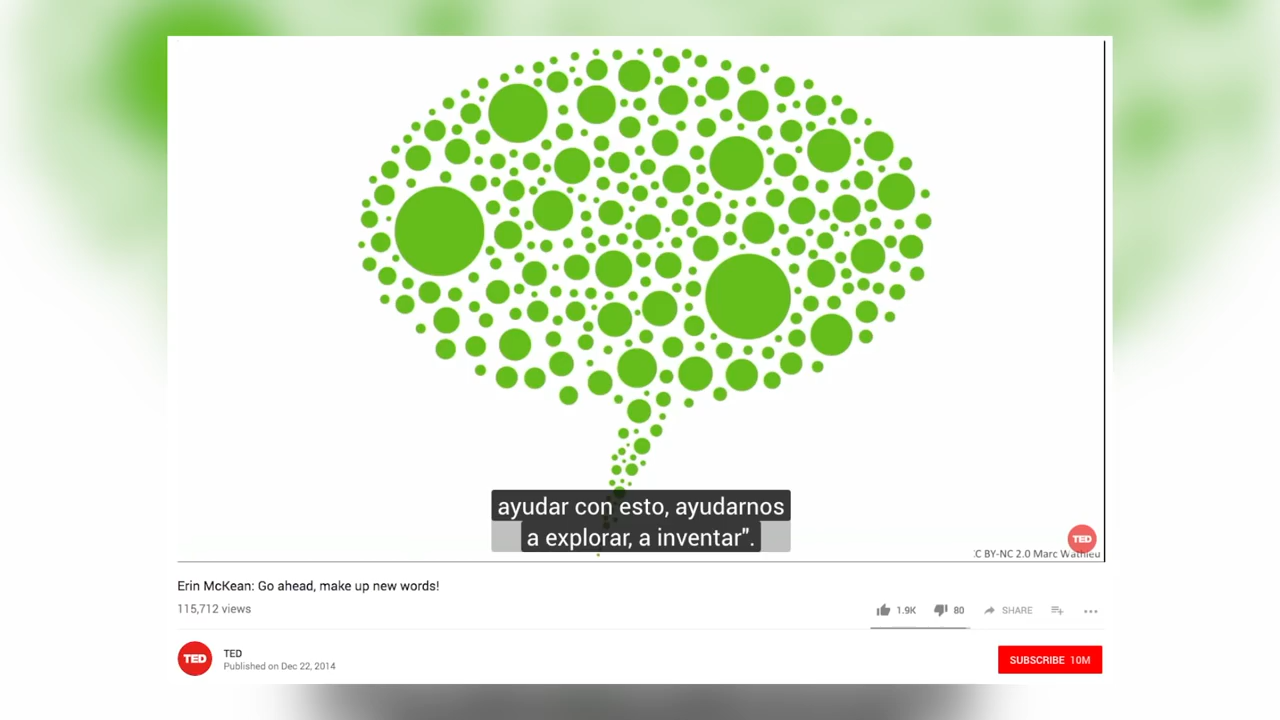 ayudar con esto, ayudarnos
a explorar, a inventar".
TED
C BY-NC 2.0 Marc Wathieu
Erin McKean: Go ahead, make up new words!
115,712 views
1.9K
80
SHARE
TED
TED
Published on Dec 22, 2014
SUBSCRIBE 10M